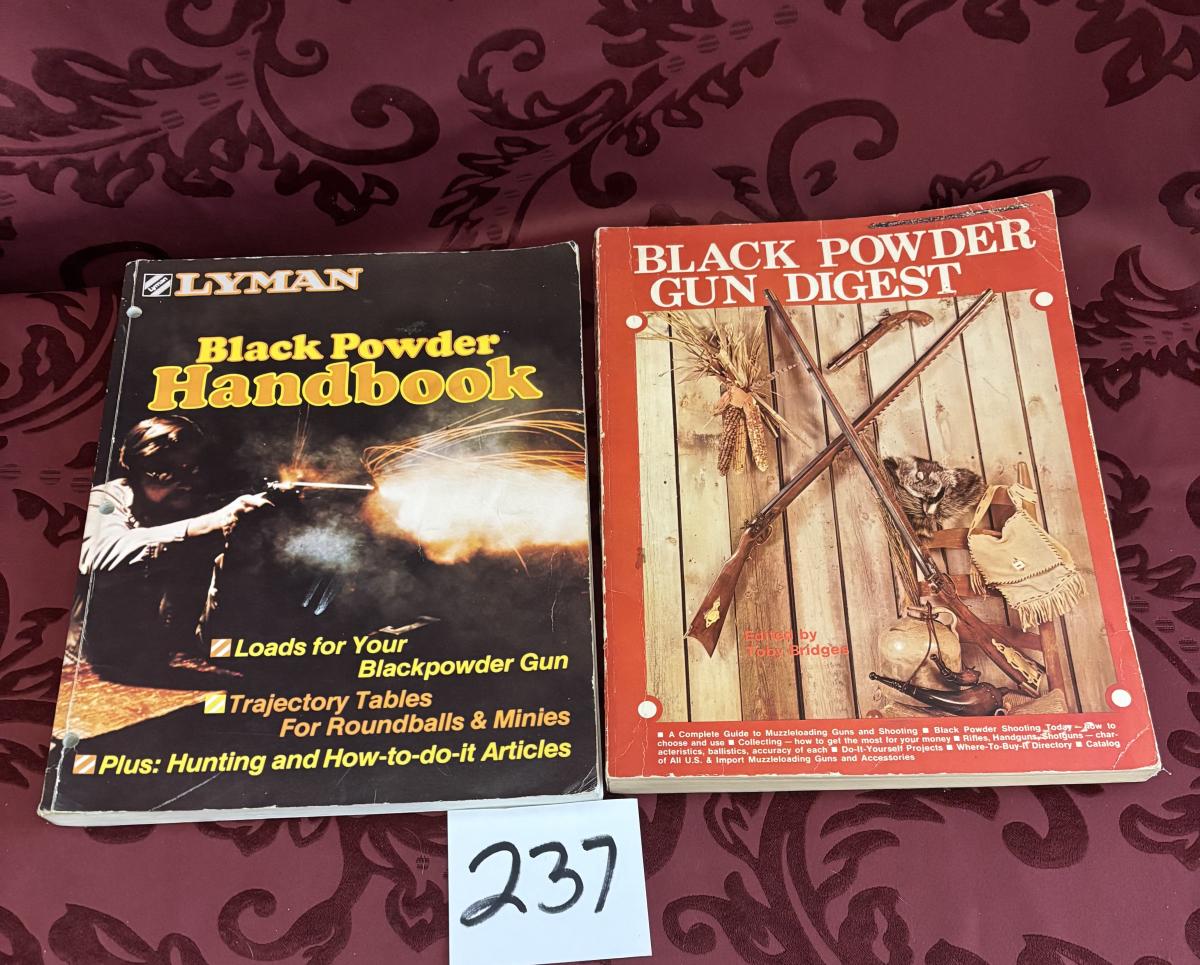 Lyman
LYMAN
Black Powder
Handbook
Loads for Your
Blackpowder Gun
Trajectory Tables
For Roundballs & Minies
Plus: Hunting and How-to-do-it Articles
BLACK POWDER
GUN DIGEST
Edited by
Toby Bridges
■ A Complete Guide to Muzzleloading Guns and Shooting ■ Black Powder Shooting Today — how to
choose and use ■ Collecting — how to get the most for your money ■ Rifles, Handguns, Shotguns — char-
acteristics, ballistics, accuracy of each ■ Do-It-Yourself Projects ■ Where-To-Buy-It Directory ■ Catalog
of All U.S. & Import Muzzleloading Guns and Accessories
237